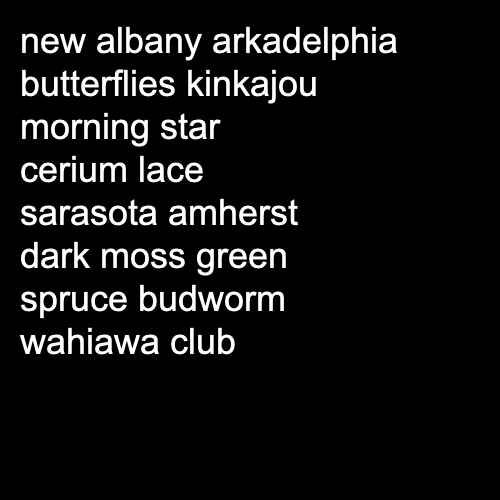 new albany arkadelphia
butterflies kinkajou
morning star
cerium lace
sarasota amherst
dark moss green
spruce budworm
wahiawa club